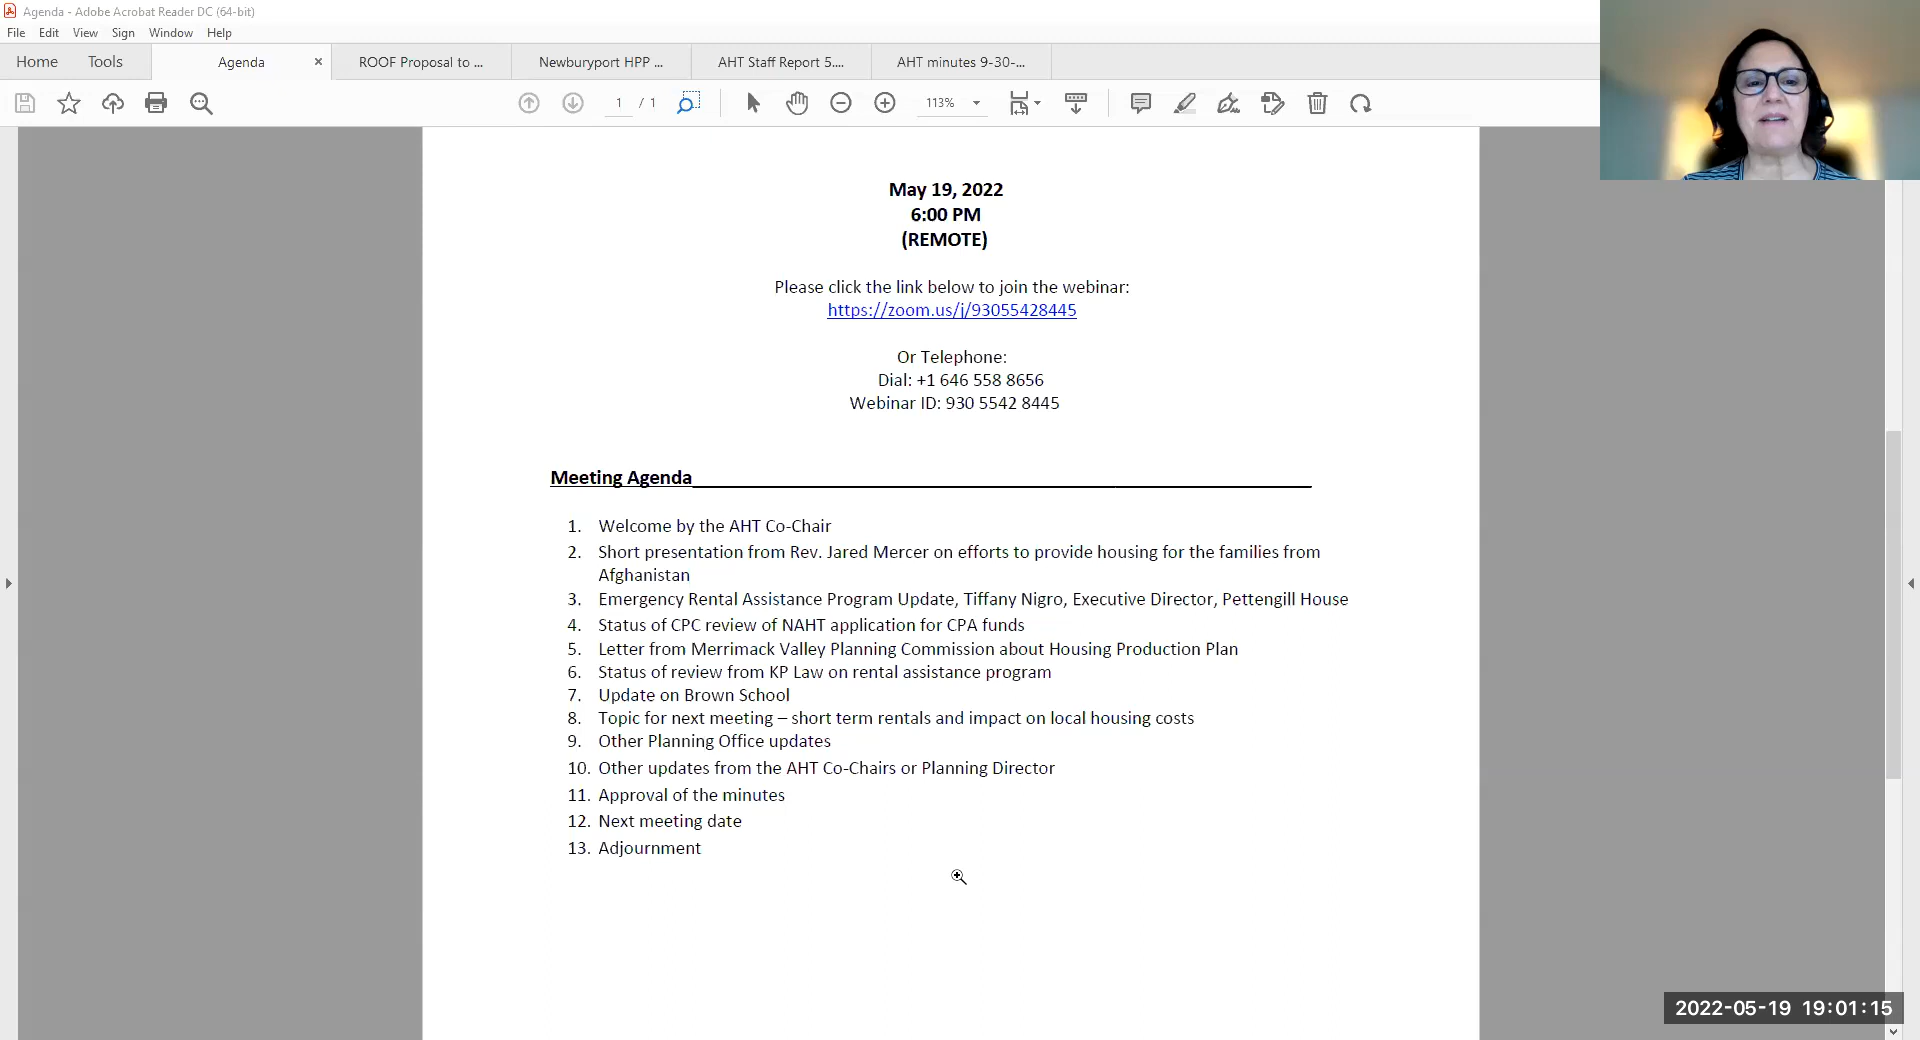 Agenda - Adobe Acrobat Reader DC (64-bit)
File Edit View Sign Window Help
Home Tools Agenda × ROOF Proposal to ... Newburyport HPP ... AHT Staff Report 5.... AHT minutes 9-30-...
1 / 1 113%
May 19, 2022
6:00 PM
(REMOTE)
Please click the link below to join the webinar:
https://zoom.us/j/93055428445
Or Telephone:
Dial: +1 646 558 8656
Webinar ID: 930 5542 8445
Meeting Agenda
1. Welcome by the AHT Co-Chair
2. Short presentation from Rev. Jared Mercer on efforts to provide housing for the families from
Afghanistan
3. Emergency Rental Assistance Program Update, Tiffany Nigro, Executive Director, Pettengill House
4. Status of CPC review of NAHT application for CPA funds
5. Letter from Merrimack Valley Planning Commission about Housing Production Plan
6. Status of review from KP Law on rental assistance program
7. Update on Brown School
8. Topic for next meeting – short term rentals and impact on local housing costs
9. Other Planning Office updates
10. Other updates from the AHT Co-Chairs or Planning Director
11. Approval of the minutes
12. Next meeting date
13. Adjournment
2022-05-19 19:01:15